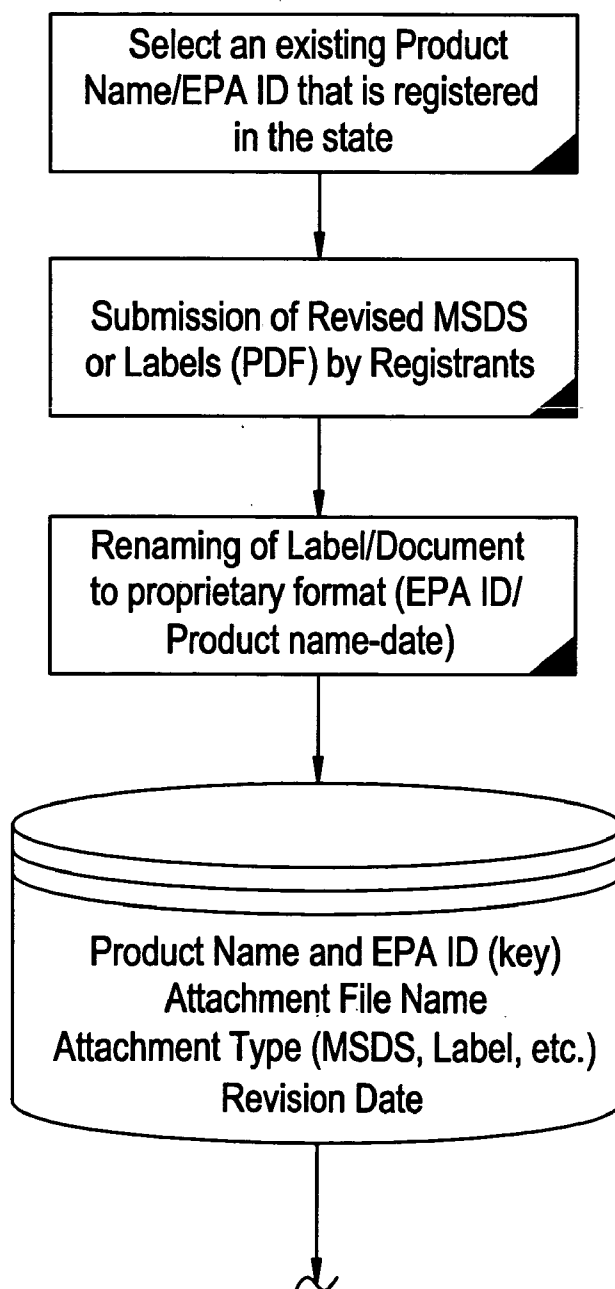 Select an existing Product
Name/EPA ID that is registered
in the state
Submission of Revised MSDS
or Labels (PDF) by Registrants
Renaming of Label/Document
to proprietary format (EPA ID/
Product name-date)
Product Name and EPA ID (key)
Attachment File Name
Attachment Type (MSDS, Label, etc.)
Revision Date